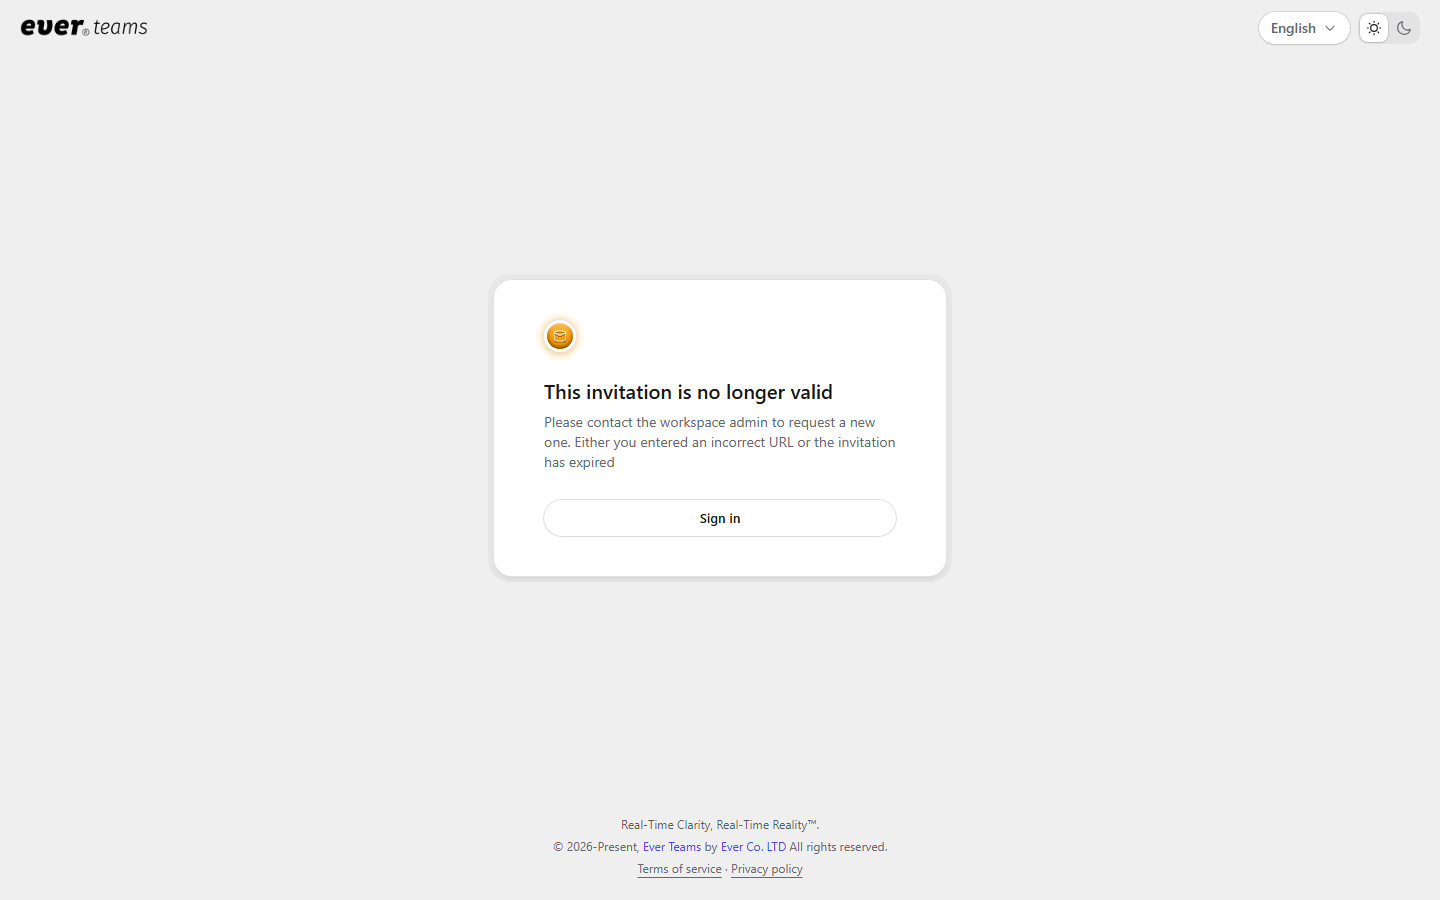 ever® teams
English
This invitation is no longer valid
Please contact the workspace admin to request a new
one. Either you entered an incorrect URL or the invitation
has expired
Sign in
Real-Time Clarity, Real-Time Reality™.
© 2026-Present, Ever Teams by Ever Co. LTD All rights reserved.
Terms of service · Privacy policy